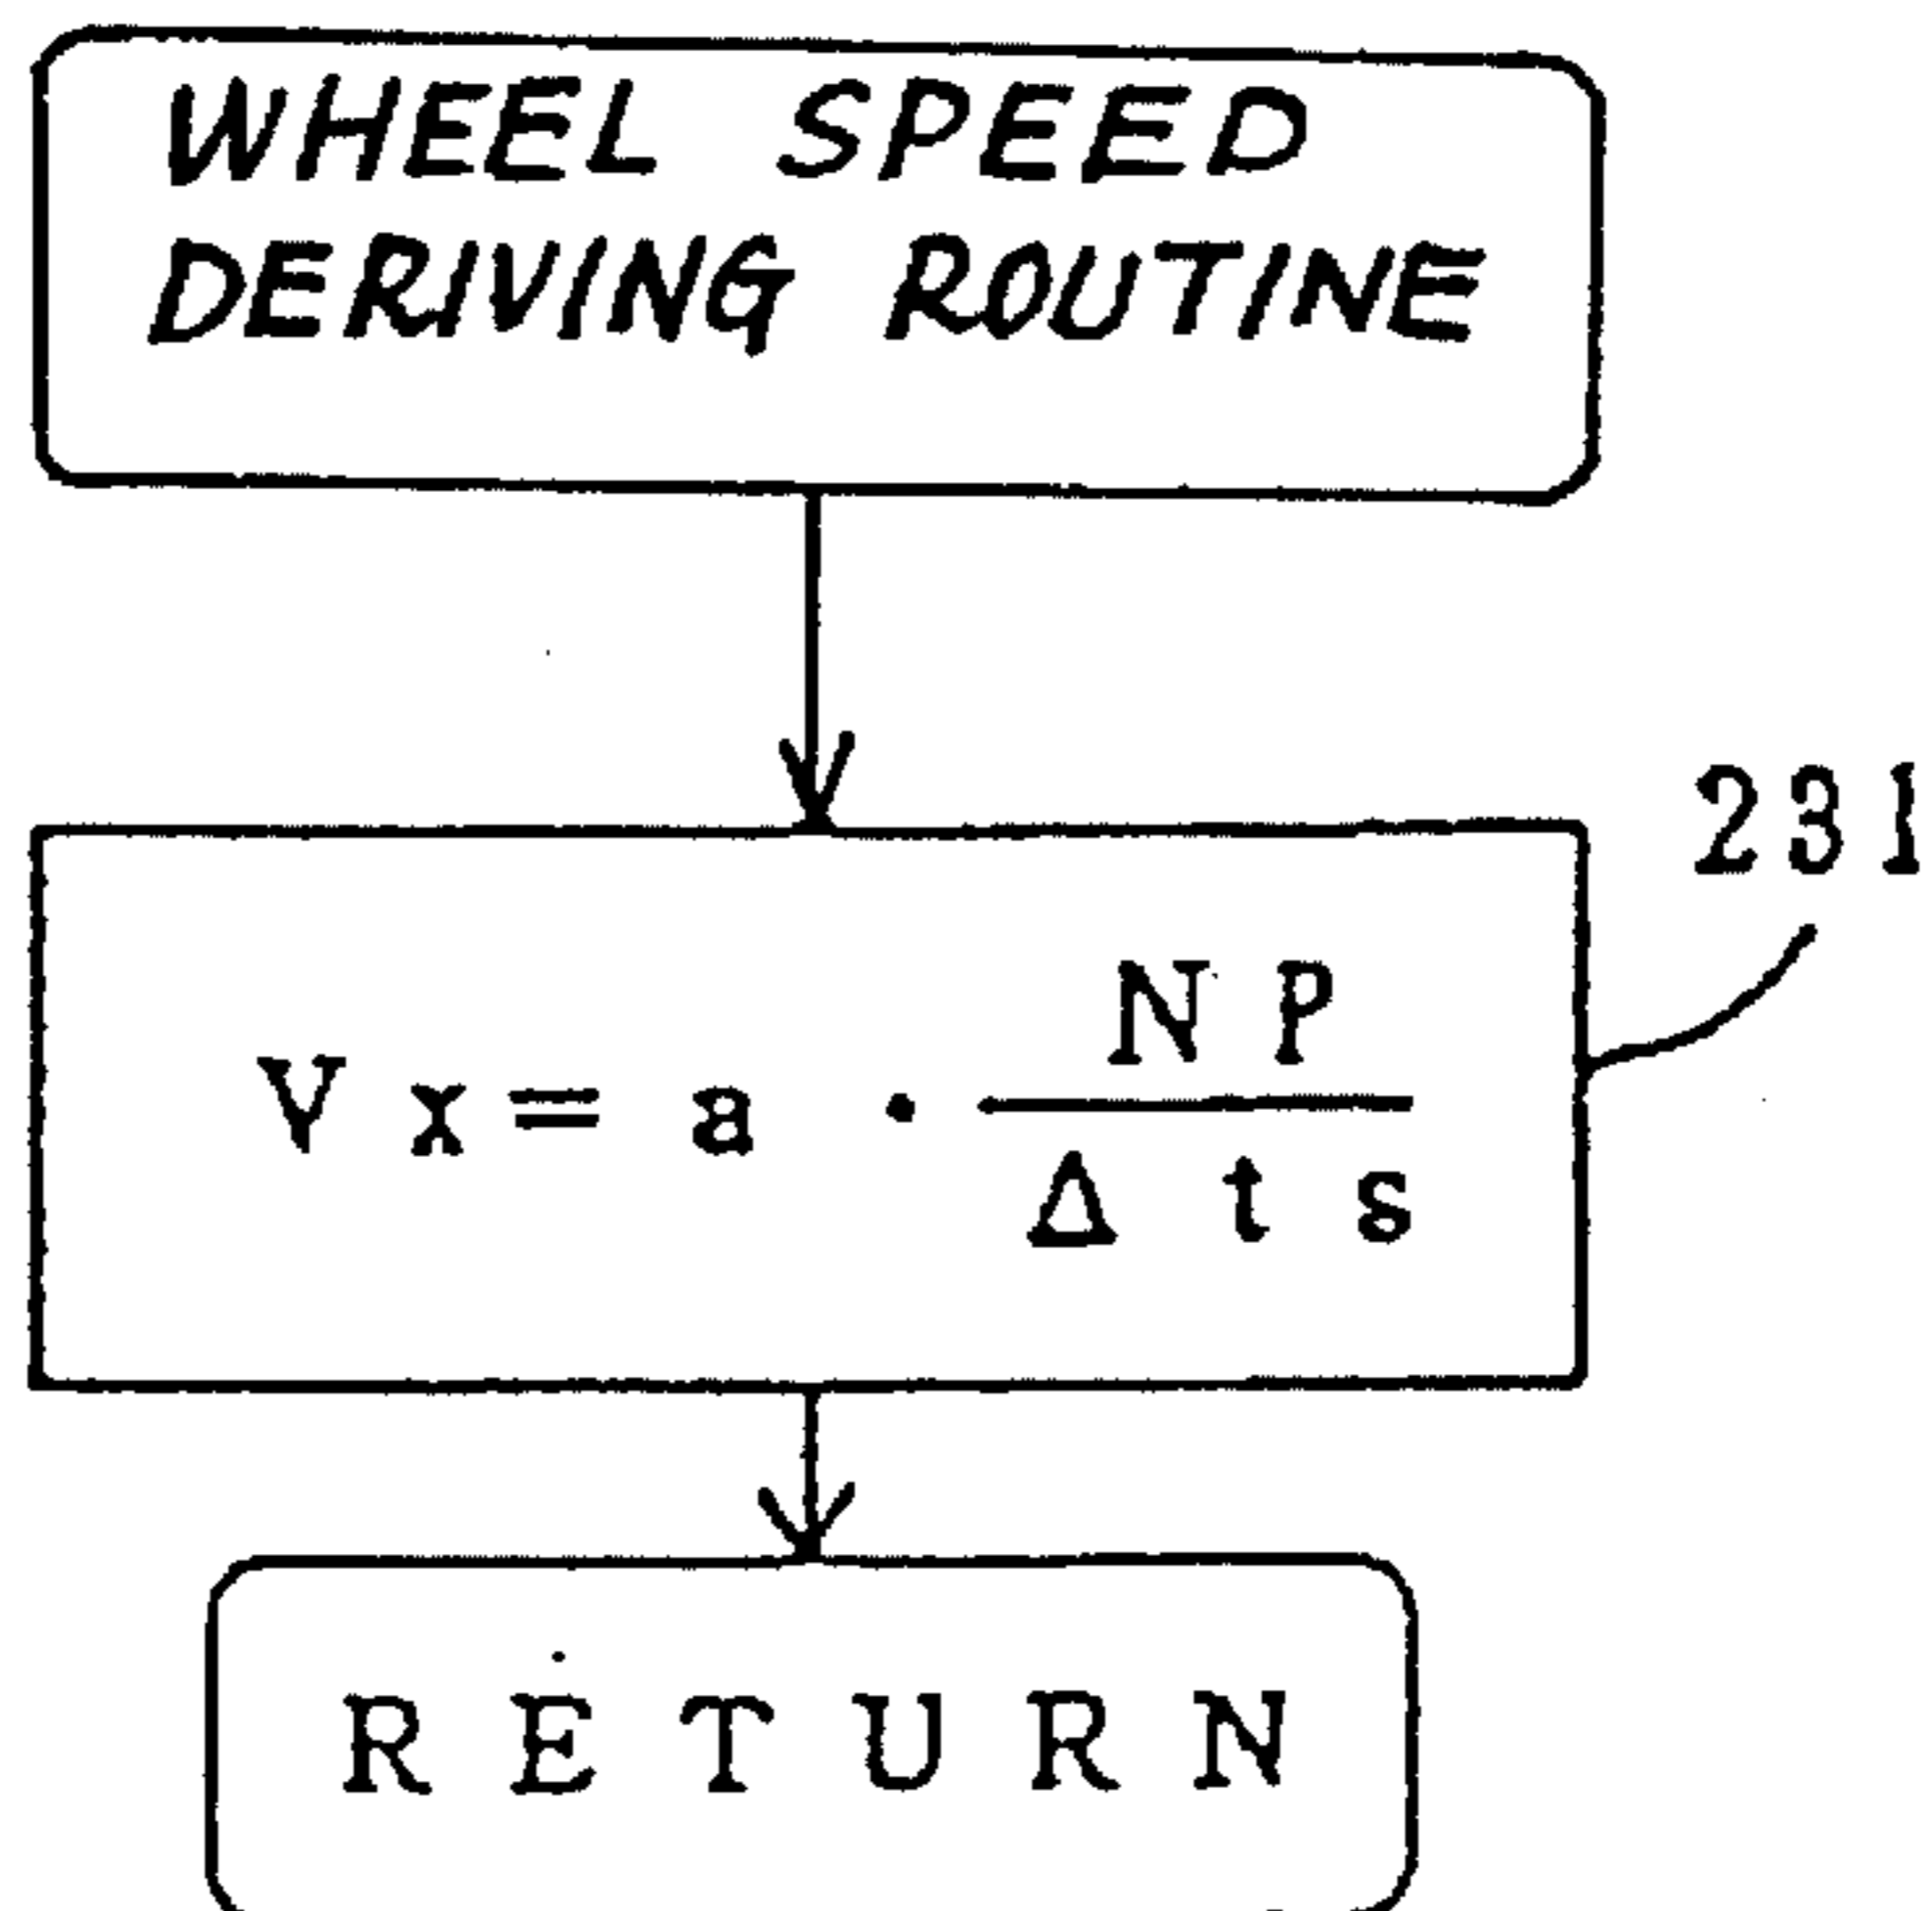 WHEEL SPEED
DERIVING ROUTINE
231
Vx = a · NP / Δts
RETURN